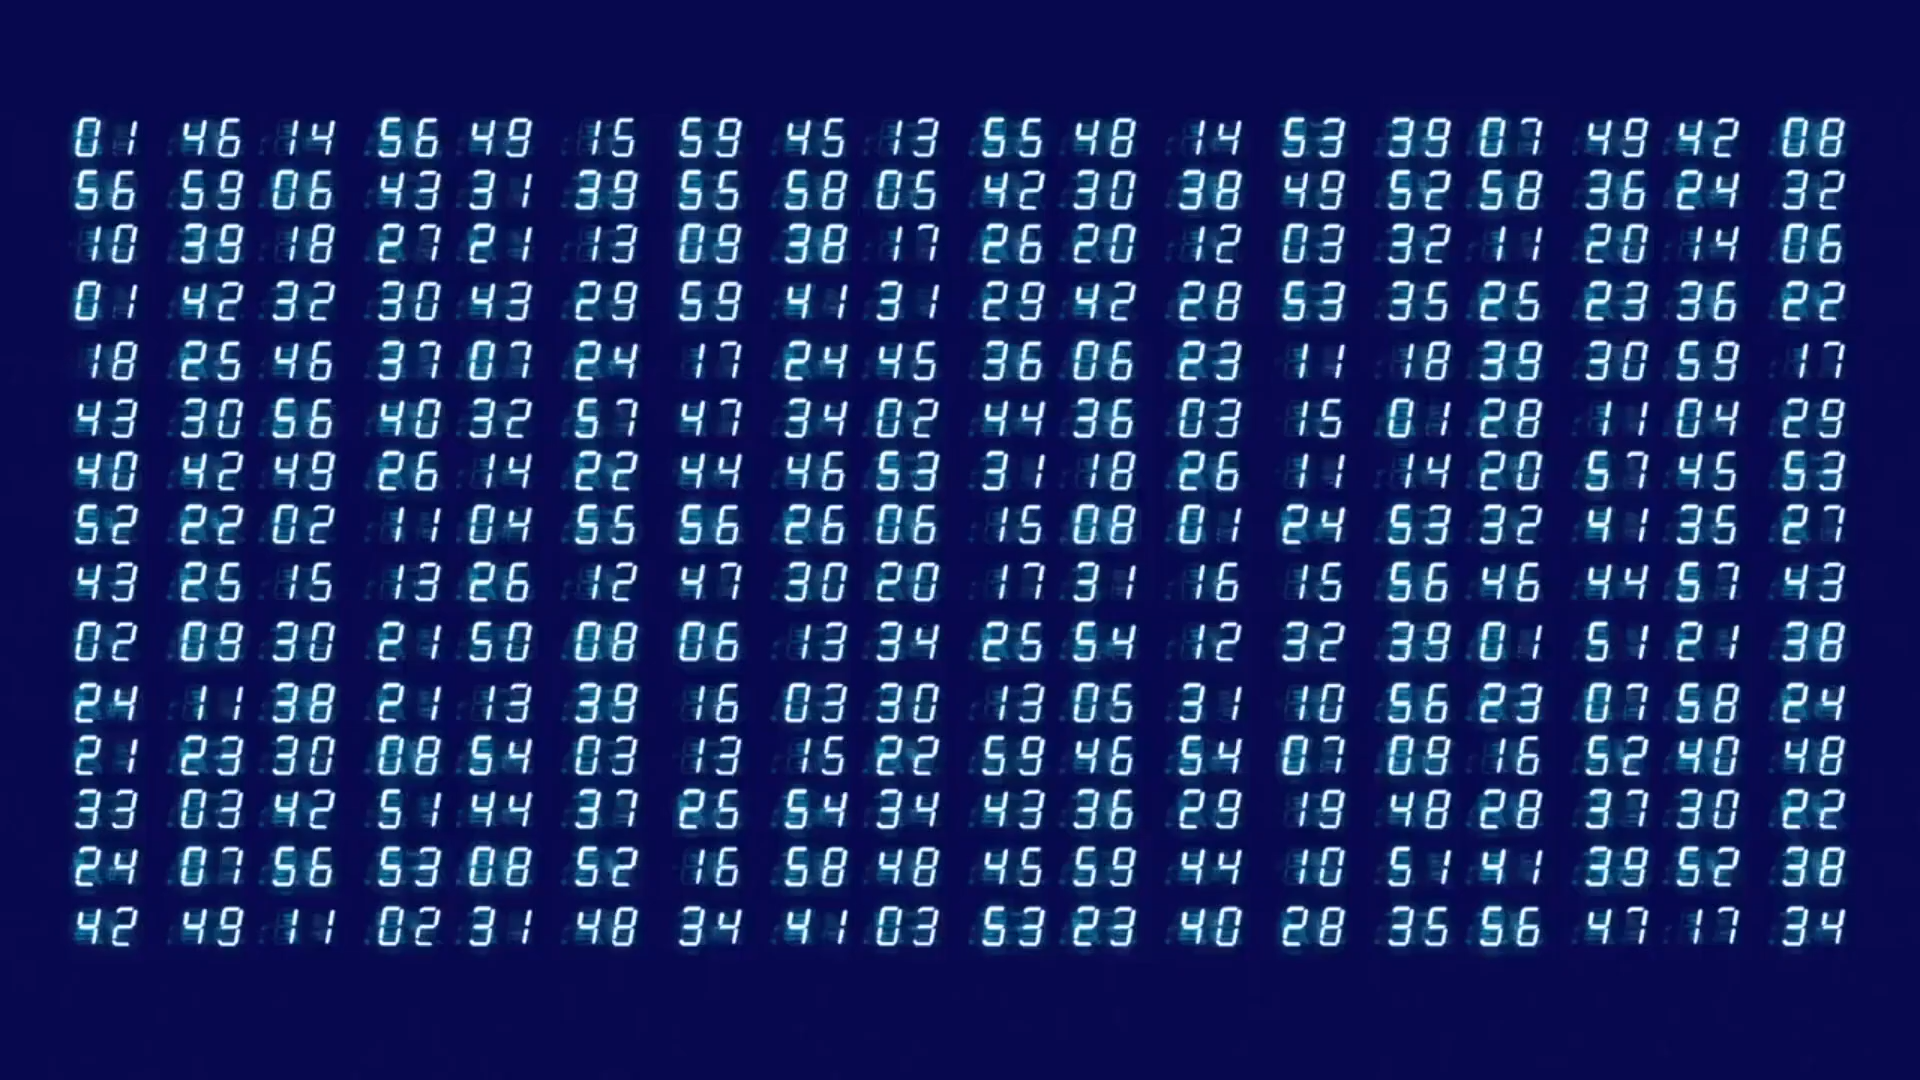 01 46 14 56 49 15 59 45 13 55 48 14 53 39 07 49 42 08
56 59 06 43 31 39 55 58 05 42 30 38 49 52 58 36 24 32
10 39 18 27 21 13 09 38 17 26 20 12 03 32 11 20 14 06
01 42 32 30 43 29 59 41 31 29 42 28 53 35 25 23 36 22
18 25 46 37 07 24 17 24 45 36 06 23 11 18 39 30 59 17
43 30 56 40 32 57 47 34 02 44 36 03 15 01 28 11 04 29
40 42 49 26 14 22 44 46 53 31 18 26 11 14 20 57 45 53
52 22 02 11 04 55 56 26 06 15 08 01 24 53 32 41 35 27
43 25 15 13 26 12 47 30 20 17 31 16 15 56 46 44 57 43
02 09 30 21 50 08 06 13 34 25 54 12 32 39 01 51 21 38
24 11 38 21 13 39 16 03 30 13 05 31 10 56 23 07 58 24
21 23 30 08 54 03 13 15 22 59 46 54 07 09 16 52 40 48
33 03 42 51 44 37 25 54 34 43 36 29 19 48 28 37 30 22
24 07 56 53 08 52 16 58 48 45 59 44 10 51 41 39 52 38
42 49 11 02 31 48 34 41 03 53 23 40 28 35 56 47 17 34